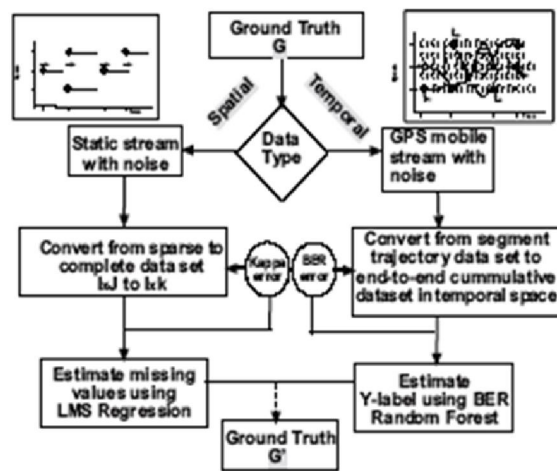 Ground Truth
G
Spatial
Temporal
Data
Type
Static stream
with noise
GPS mobile
stream with
noise
Convert from sparse to
complete data set
IxJ to Ixk
Kappa
error
BER
error
Convert from segment
trajectory data set to
end-to-end cummulative
dataset in temporal space
Estimate missing
values using
LMS Regression
Estimate
Y-label using BER
Random Forest
Ground Truth
G'